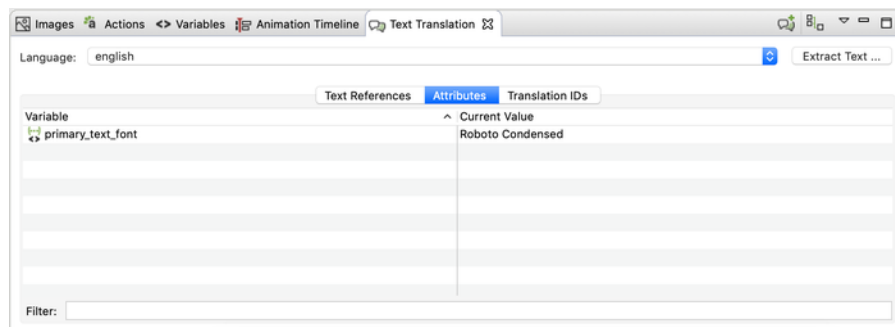 Images Actions <> Variables Animation Timeline Text Translation
Language: english Extract Text ...
Text References Attributes Translation IDs
Variable Current Value
primary_text_font Roboto Condensed
Filter: